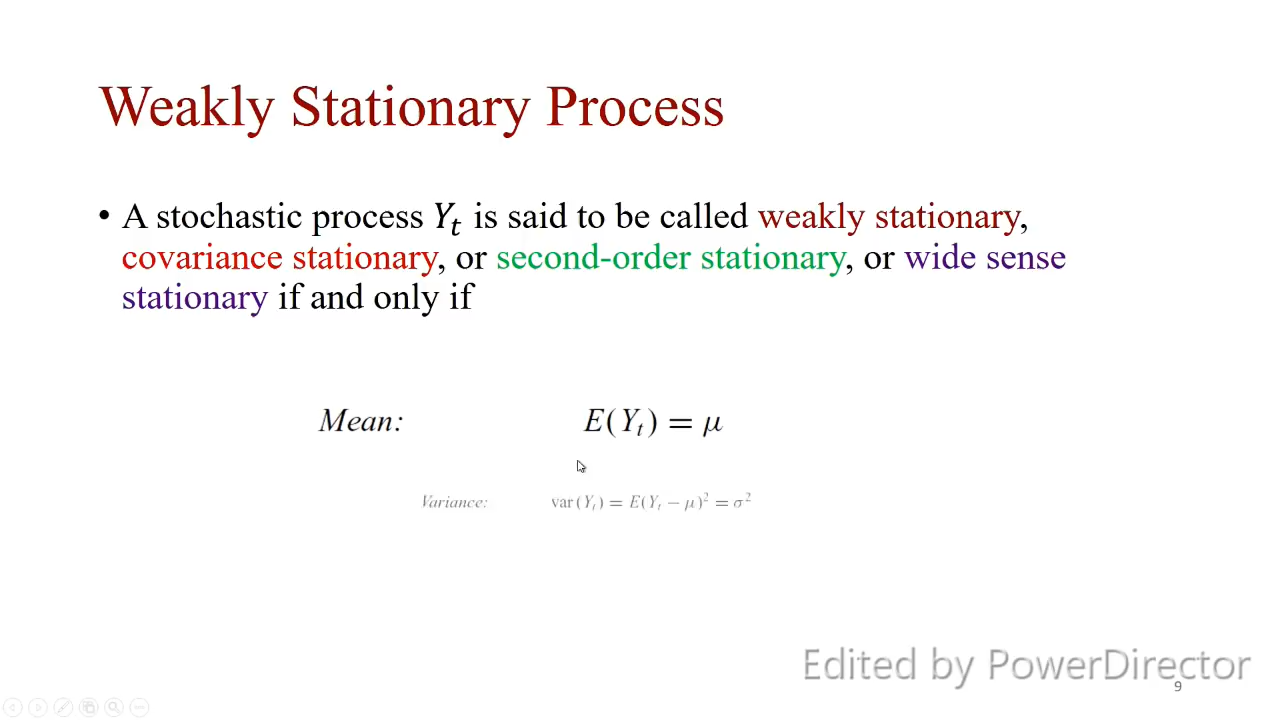 Weakly Stationary Process
• A stochastic process Yₜ is said to be called weakly stationary,
covariance stationary, or second-order stationary, or wide sense
stationary if and only if
Mean: E(Yₜ) = μ
Variance: var(Yₜ) = E(Yₜ − μ)² = σ²
Edited by PowerDirector
9